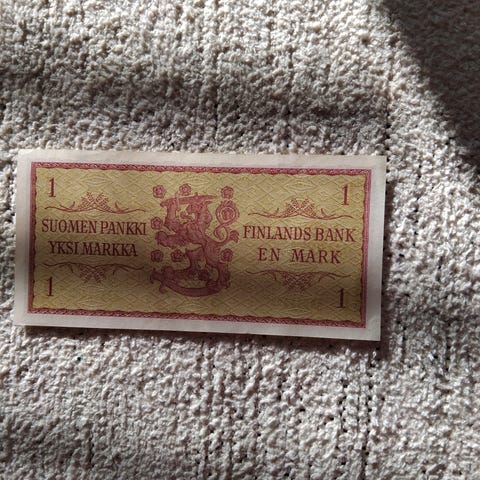 1 1
SUOMEN PANKKI FINLANDS BANK
YKSI MARKKA EN MARK
1 1